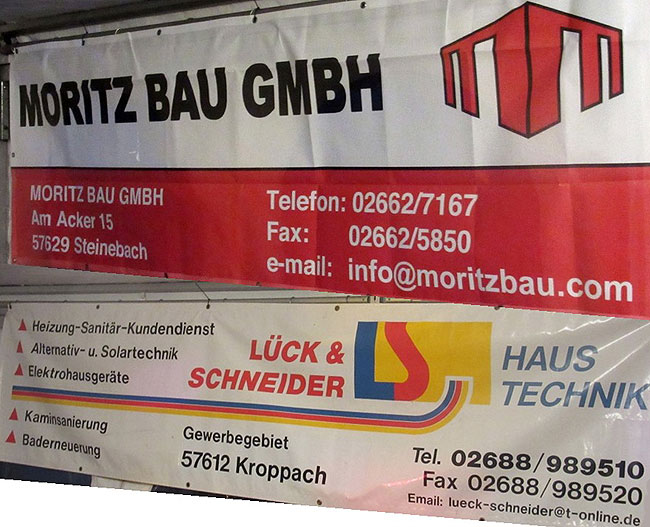 MORITZ BAU GMBH
MORITZ BAU GMBH
Am Acker 15
57629 Steinebach
Telefon: 02662/7167
Fax: 02662/5850
e-mail: info@moritzbau.com
Heizung-Sanitär-Kundendienst
Alternativ- u. Solartechnik
Elektrohausgeräte
Kaminsanierung
Baderneuerung
LÜCK &
SCHNEIDER
LS
HAUS
TECHNIK
Gewerbegebiet
57612 Kroppach
Tel. 02688/989510
Fax 02688/989520
Email: lueck-schneider@t-online.de